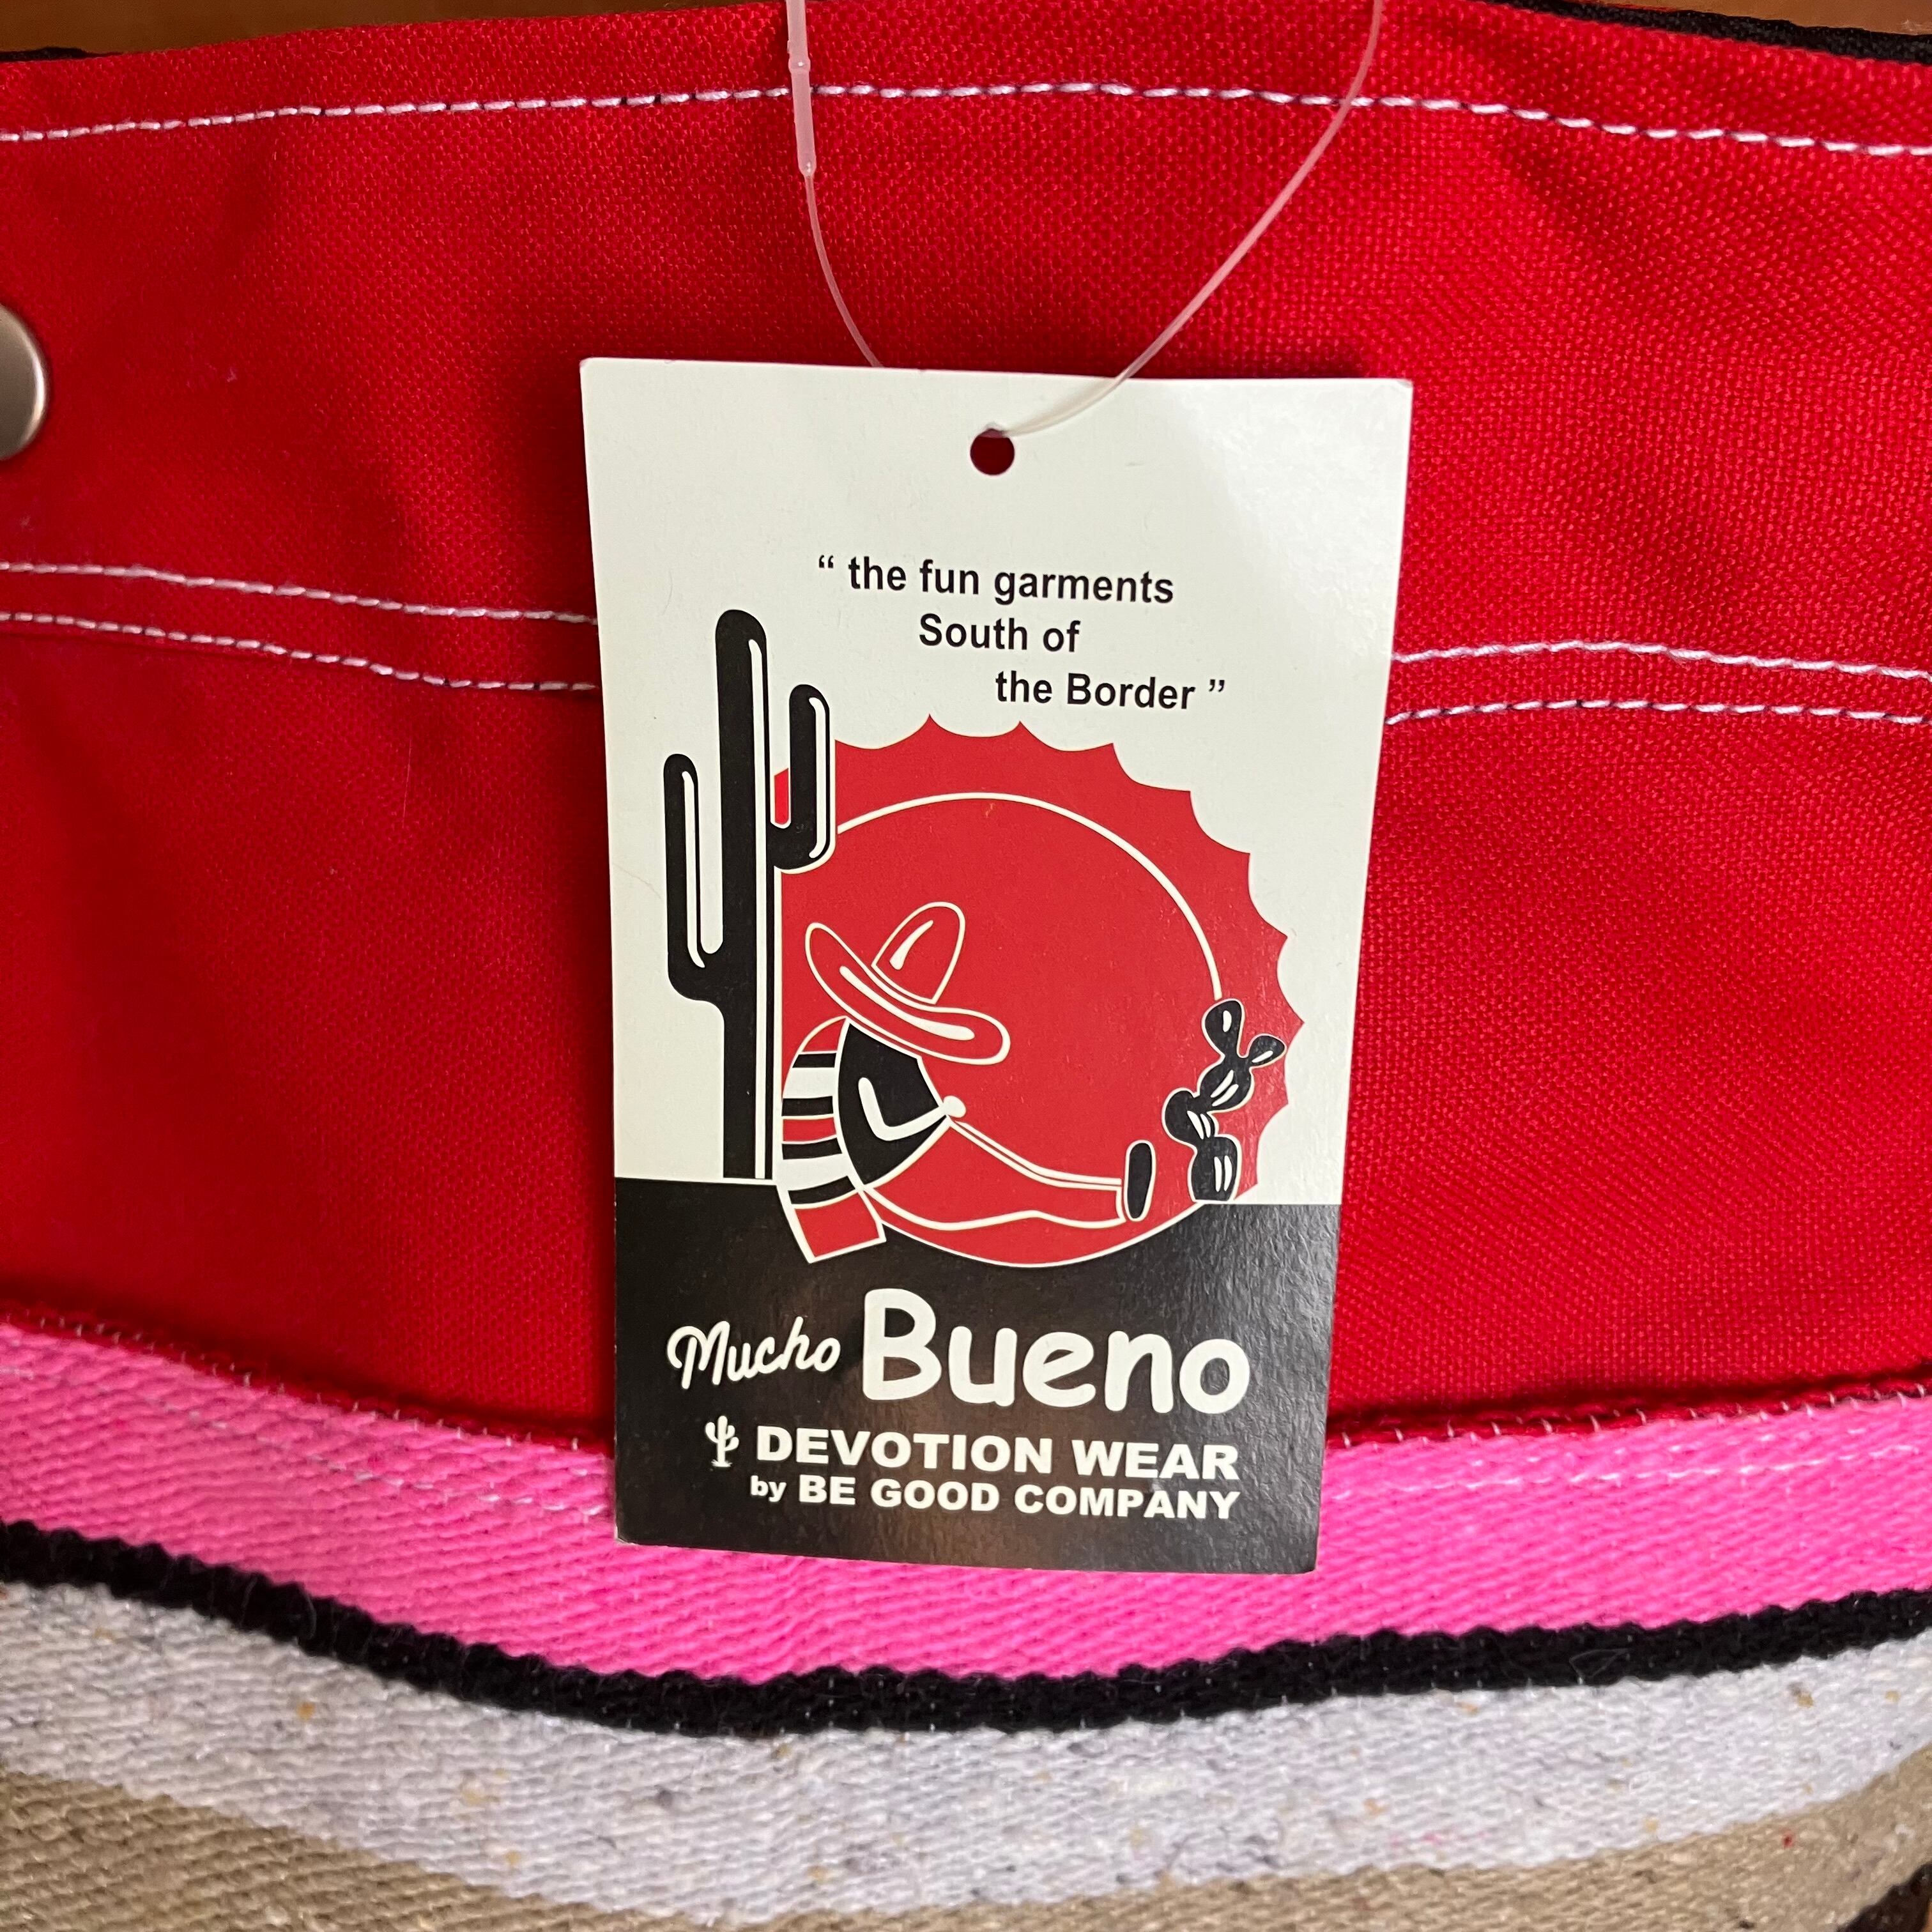 “ the fun garments
South of
the Border ”
Mucho Bueno
DEVOTION WEAR
by BE GOOD COMPANY